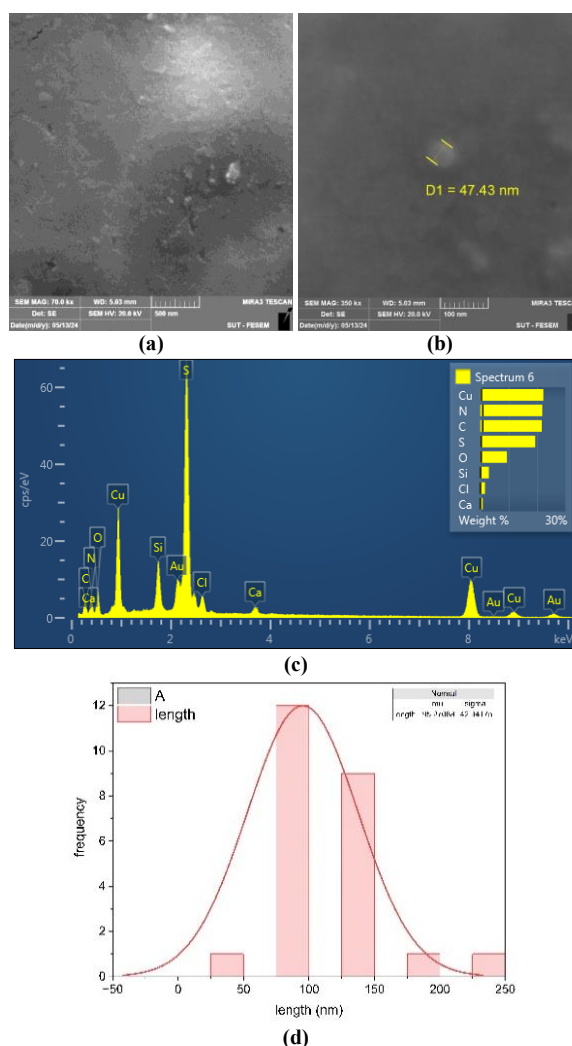 SEM MAG: 70.0 kx WD: 5.03 mm MIRA3 TESCAN
Det: SE SEM HV: 20.0 kV 500 nm
Date(m/d/y): 05/13/24 SUT - FESEM
(a)
D1 = 47.43 nm
SEM MAG: 350 kx WD: 5.03 mm MIRA3 TESCAN
Det: SE SEM HV: 20.0 kV 100 nm
Date(m/d/y): 05/13/24 SUT - FESEM
(b)
Spectrum 6
Cu
N
C
S
O
Si
Cl
Ca
Weight % 30%
cps/eV
60
40
20
0
S
Cu
O
N
C
Ca
Si
Au
Cl
Ca
Cu
Au
Cu
Au
0 2 4 6 8 keV
(c)
A
length
Normal
mu sigma
frequency
12
10
8
6
4
2
0
-50 0 50 100 150 200 250
length (nm)
(d)